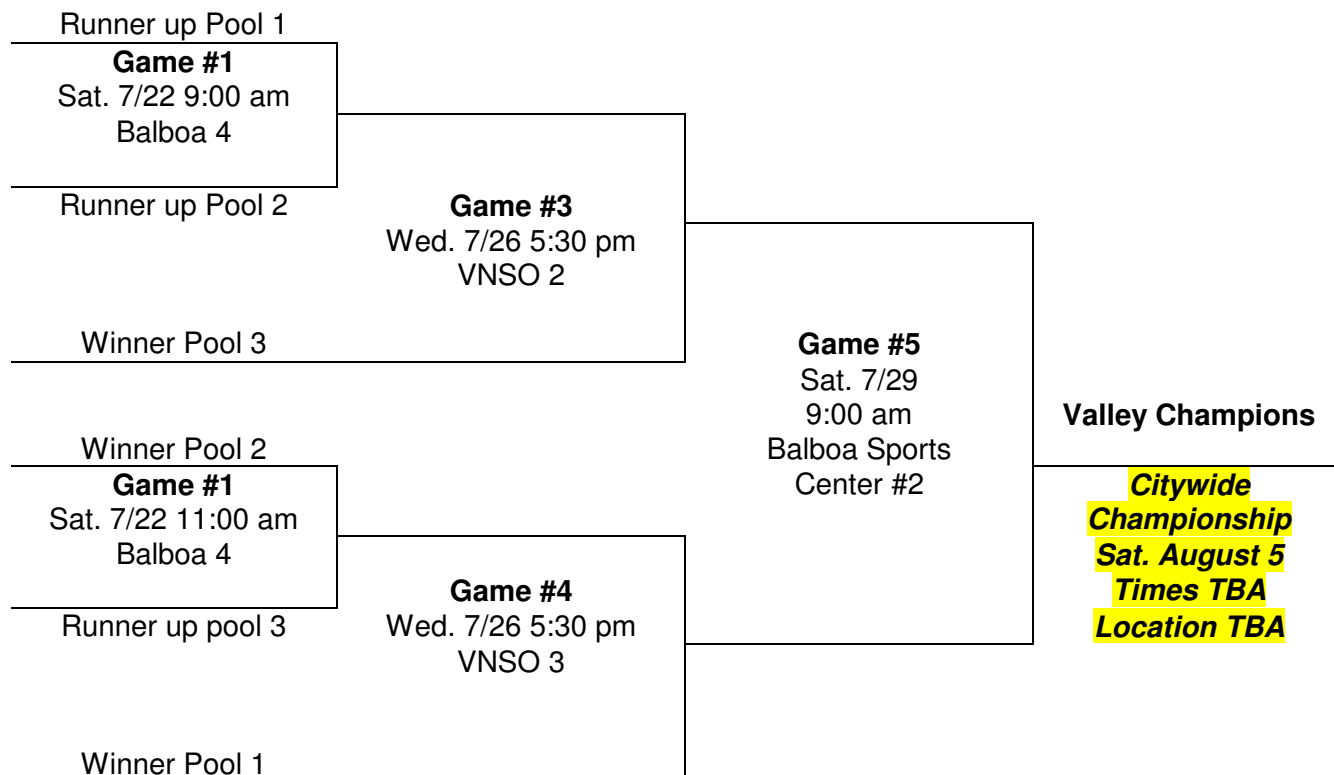 Runner up Pool 1
Game #1
Sat. 7/22 9:00 am
Balboa 4
Runner up Pool 2
Game #3
Wed. 7/26 5:30 pm
VNSO 2
Winner Pool 3
Game #5
Sat. 7/29
9:00 am
Balboa Sports
Center #2
Valley Champions
Citywide
Championship
Sat. August 5
Times TBA
Location TBA
Winner Pool 2
Game #1
Sat. 7/22 11:00 am
Balboa 4
Runner up pool 3
Game #4
Wed. 7/26 5:30 pm
VNSO 3
Winner Pool 1